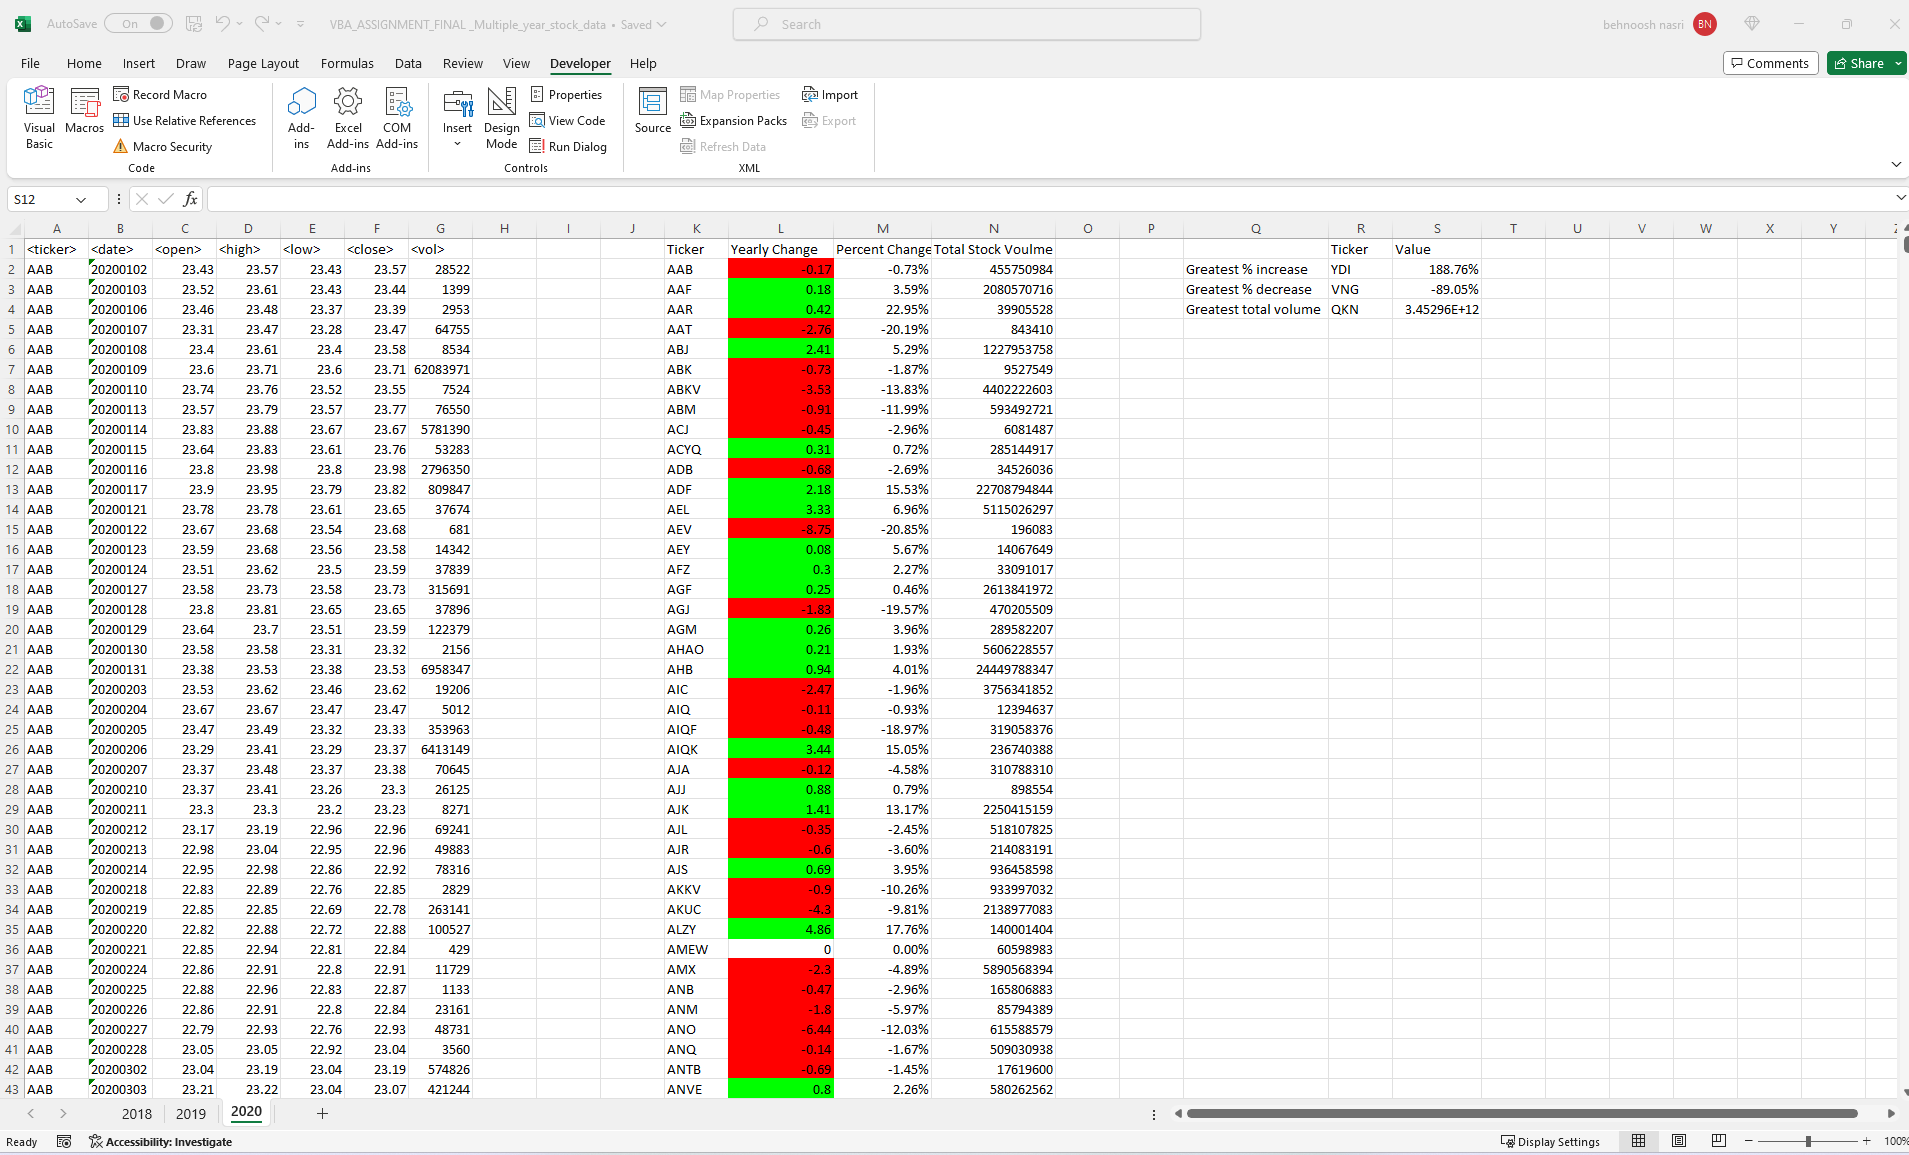 AutoSave On VBA_ASSIGNMENT_FINAL _Multiple_year_stock_data • Saved Search behnoosh nasri BN
File Home Insert Draw Page Layout Formulas Data Review View Developer Help Comments Share
Visual Basic Macros Record Macro Use Relative References Macro Security Code
Add-ins Excel Add-ins COM Add-ins Add-ins
Insert Design Mode Properties View Code Run Dialog Controls
Source Map Properties Expansion Packs Refresh Data Import Export XML
S12 fx
A B C D E F G H I J K L M N O P Q R S T U V W X Y
1 <ticker> <date> <open> <high> <low> <close> <vol> Ticker Yearly Change Percent Change Total Stock Voulme Ticker Value
2 AAB 20200102 23.43 23.57 23.43 23.57 28522 AAB -0.17 -0.73% 455750984 Greatest % increase YDI 188.76%
3 AAB 20200103 23.52 23.61 23.43 23.44 1399 AAF 0.18 3.59% 2080570716 Greatest % decrease VNG -89.05%
4 AAB 20200106 23.46 23.48 23.37 23.39 2953 AAR 0.42 22.95% 39905528 Greatest total volume QKN 3.45296E+12
5 AAB 20200107 23.31 23.47 23.28 23.47 64755 AAT -2.76 -20.19% 843410
6 AAB 20200108 23.4 23.61 23.4 23.58 8534 ABJ 2.41 5.29% 1227953758
7 AAB 20200109 23.6 23.71 23.6 23.71 62083971 ABK -0.73 -1.87% 9527549
8 AAB 20200110 23.74 23.76 23.52 23.55 7524 ABKV -3.53 -13.83% 4402222603
9 AAB 20200113 23.57 23.79 23.57 23.77 76550 ABM -0.91 -11.99% 593492721
10 AAB 20200114 23.83 23.88 23.67 23.67 5781390 ACJ -0.45 -2.96% 6081487
11 AAB 20200115 23.64 23.83 23.61 23.76 53283 ACYQ 0.31 0.72% 285144917
12 AAB 20200116 23.8 23.98 23.8 23.98 2796350 ADB -0.68 -2.69% 34526036
13 AAB 20200117 23.9 23.95 23.79 23.82 809847 ADF 2.18 15.53% 22708794844
14 AAB 20200121 23.78 23.78 23.61 23.65 37674 AEL 3.33 6.96% 5115026297
15 AAB 20200122 23.67 23.68 23.54 23.68 681 AEV -8.75 -20.85% 196083
16 AAB 20200123 23.59 23.68 23.56 23.58 14342 AEY 0.08 5.67% 14067649
17 AAB 20200124 23.51 23.62 23.5 23.59 37839 AFZ 0.3 2.27% 33091017
18 AAB 20200127 23.58 23.73 23.58 23.73 315691 AGF 0.25 0.46% 2613841972
19 AAB 20200128 23.8 23.81 23.65 23.65 37896 AGJ -1.83 -19.57% 470205509
20 AAB 20200129 23.64 23.7 23.51 23.59 122379 AGM 0.26 3.96% 289582207
21 AAB 20200130 23.58 23.58 23.31 23.32 2156 AHAO 0.21 1.93% 5606228557
22 AAB 20200131 23.38 23.53 23.38 23.53 6958347 AHB 0.94 4.01% 24449788347
23 AAB 20200203 23.53 23.62 23.46 23.62 19206 AIC -2.47 -1.96% 3756341852
24 AAB 20200204 23.67 23.67 23.47 23.47 5012 AIQ -0.11 -0.93% 12394637
25 AAB 20200205 23.47 23.49 23.32 23.33 353963 AIQF -0.48 -18.97% 319058376
26 AAB 20200206 23.29 23.41 23.29 23.37 6413149 AIQK 3.44 15.05% 236740388
27 AAB 20200207 23.37 23.48 23.37 23.38 70645 AJA -0.12 -4.58% 310788310
28 AAB 20200210 23.37 23.41 23.26 23.3 26125 AJJ 0.88 0.79% 898554
29 AAB 20200211 23.3 23.3 23.2 23.23 8271 AJK 1.41 13.17% 2250415159
30 AAB 20200212 23.17 23.19 22.96 22.96 69241 AJL -0.35 -2.45% 518107825
31 AAB 20200213 22.98 23.04 22.95 22.96 49883 AJR -0.6 -3.60% 214083191
32 AAB 20200214 22.95 22.98 22.86 22.92 78316 AJS 0.69 3.95% 936458598
33 AAB 20200218 22.83 22.89 22.76 22.85 2829 AKKV -0.9 -10.26% 933997032
34 AAB 20200219 22.85 22.85 22.69 22.78 263141 AKUC -4.3 -9.81% 2138977083
35 AAB 20200220 22.82 22.88 22.72 22.88 100527 ALZY 4.86 17.76% 140001404
36 AAB 20200221 22.85 22.94 22.81 22.84 429 AMEW 0 0.00% 60598983
37 AAB 20200224 22.86 22.91 22.8 22.91 11729 AMX -2.3 -4.89% 5890568394
38 AAB 20200225 22.88 22.96 22.83 22.87 1133 ANB -0.47 -2.96% 165806883
39 AAB 20200226 22.86 22.91 22.8 22.84 23161 ANM -1.8 -5.97% 85794389
40 AAB 20200227 22.79 22.93 22.76 22.93 48731 ANO -6.44 -12.03% 615588579
41 AAB 20200228 23.05 23.05 22.92 23.04 3560 ANQ -0.14 -1.67% 509030938
42 AAB 20200302 23.04 23.19 23.04 23.19 574826 ANTB -0.69 -1.45% 17619600
43 AAB 20200303 23.21 23.22 23.04 23.07 421244 ANVE 0.8 2.26% 580262562
2018 2019 2020
Ready Accessibility: Investigate Display Settings 100%